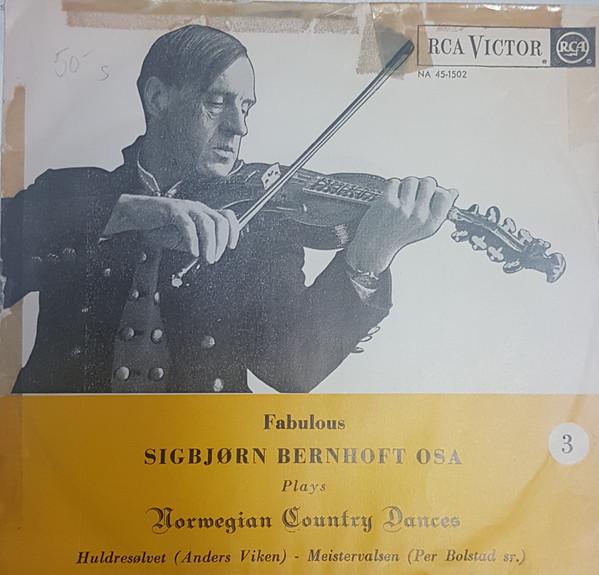 50- s
RCA VICTOR
RCA
NA 45-1502
Fabulous
SIGBJØRN BERNHOFT OSA
3
Plays
Norwegian Country Dances
Huldresølvet (Anders Viken) - Meistervalsen (Per Bolstad sr.)